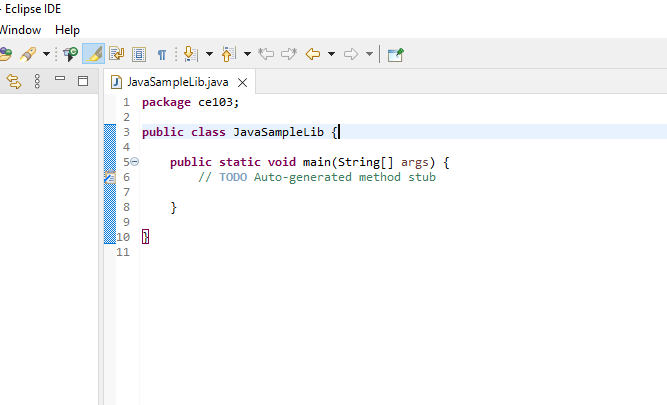 - Eclipse IDE
Window Help
JavaSampleLib.java
1 package ce103;
2
3 public class JavaSampleLib {
4
5 public static void main(String[] args) {
6 // TODO Auto-generated method stub
7
8 }
9
10 }
11